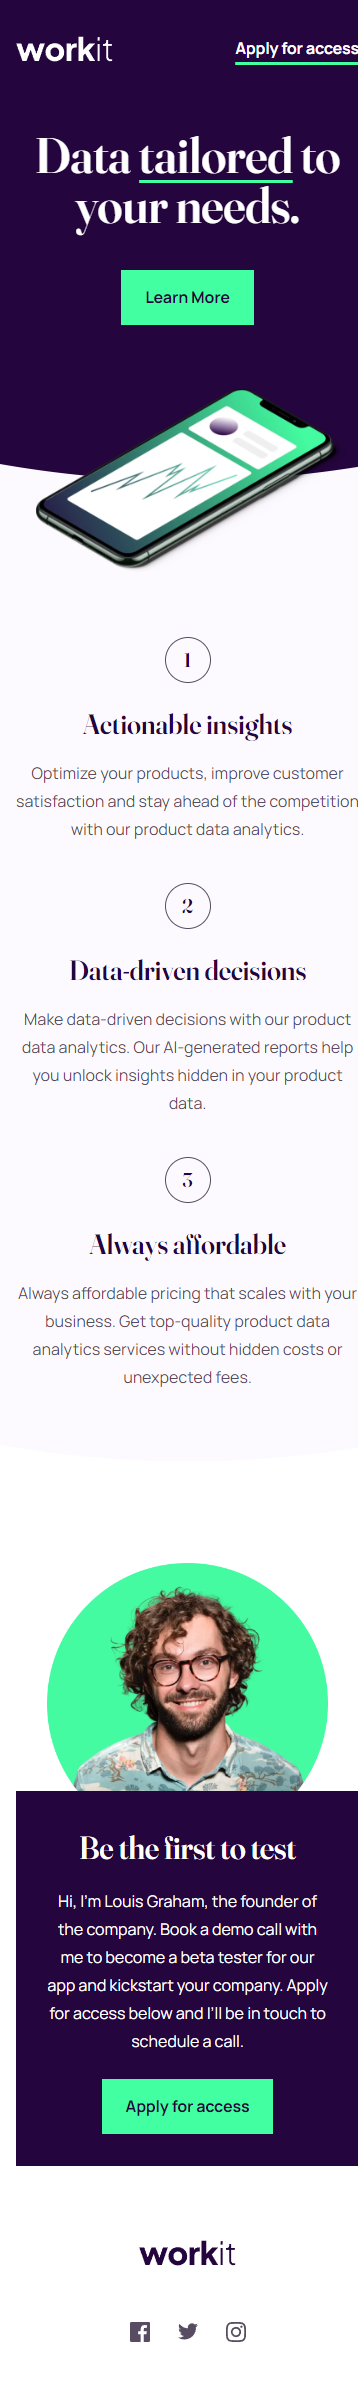 workit
Apply for access
Data tailored to
your needs.
Learn More
1
Actionable insights
Optimize your products, improve customer
satisfaction and stay ahead of the competition
with our product data analytics.
2
Data-driven decisions
Make data-driven decisions with our product
data analytics. Our AI-generated reports help
you unlock insights hidden in your product
data.
3
Always affordable
Always affordable pricing that scales with your
business. Get top-quality product data
analytics services without hidden costs or
unexpected fees.
Be the first to test
Hi, I'm Louis Graham, the founder of
the company. Book a demo call with
me to become a beta tester for our
app and kickstart your company. Apply
for access below and I'll be in touch to
schedule a call.
Apply for access
workit